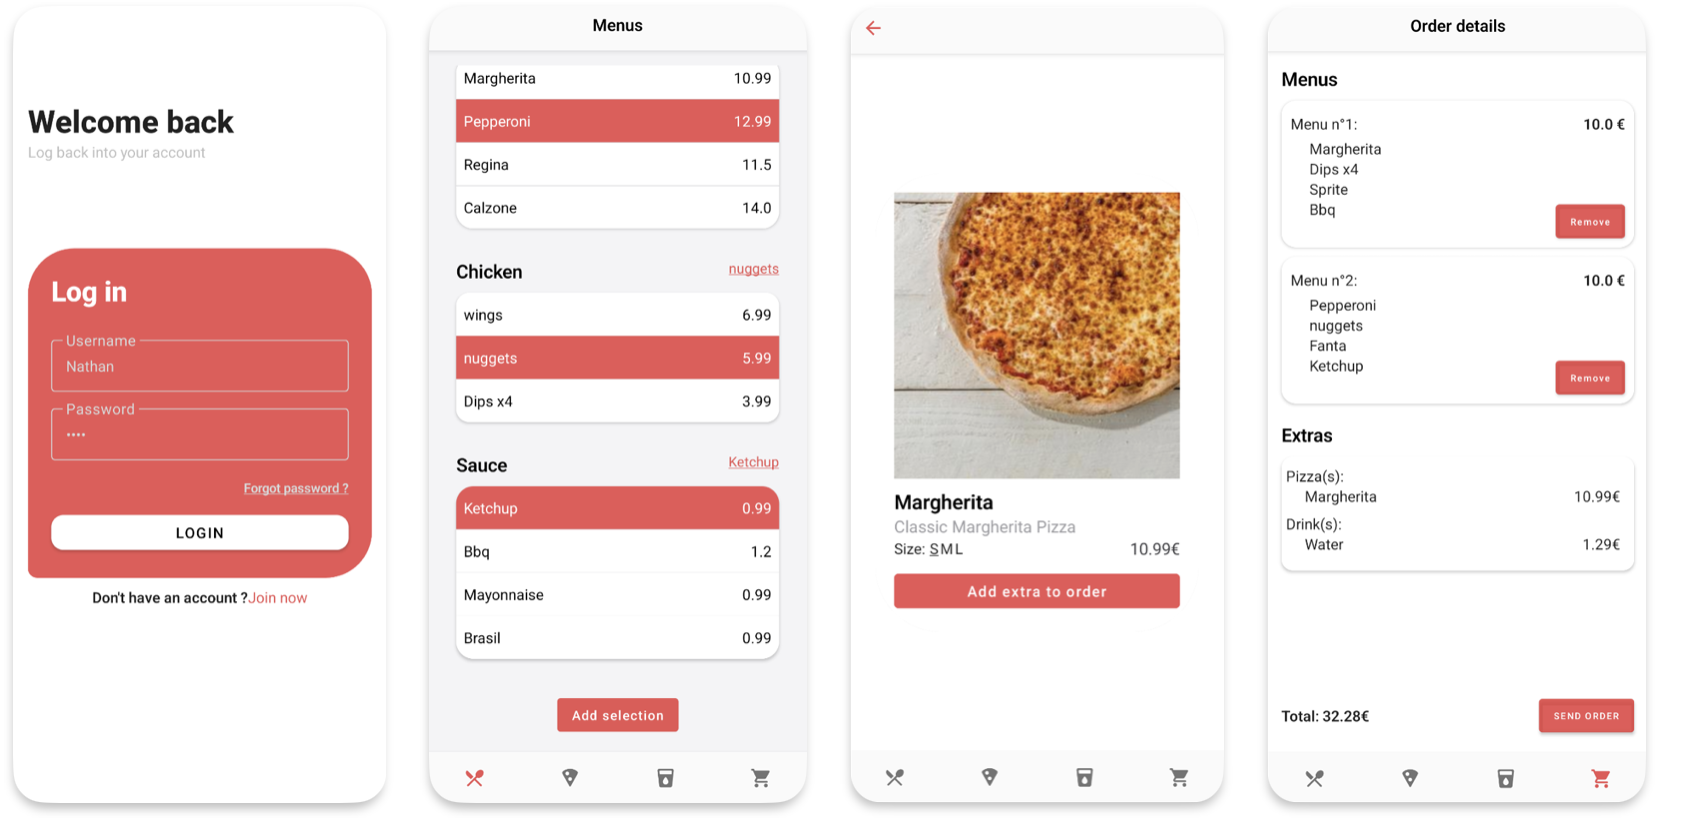 Welcome back
Log back into your account
Log in
Username
Nathan
Password
••••
Forgot password ?
LOGIN
Don't have an account ?Join now
Menus
Margherita 10.99
Pepperoni 12.99
Regina 11.5
Calzone 14.0
Chicken nuggets
wings 6.99
nuggets 5.99
Dips x4 3.99
Sauce Ketchup
Ketchup 0.99
Bbq 1.2
Mayonnaise 0.99
Brasil 0.99
Add selection
Margherita
Classic Margherita Pizza
Size: S M L 10.99€
Add extra to order
Order details
Menus
Menu n°1: 10.0 €
Margherita
Dips x4
Sprite
Bbq
Remove
Menu n°2: 10.0 €
Pepperoni
nuggets
Fanta
Ketchup
Remove
Extras
Pizza(s):
Margherita 10.99€
Drink(s):
Water 1.29€
Total: 32.28€ SEND ORDER